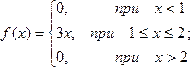 f(x) = { 0, при x < 1
3x, при 1 ≤ x ≤ 2;
0, при x > 2